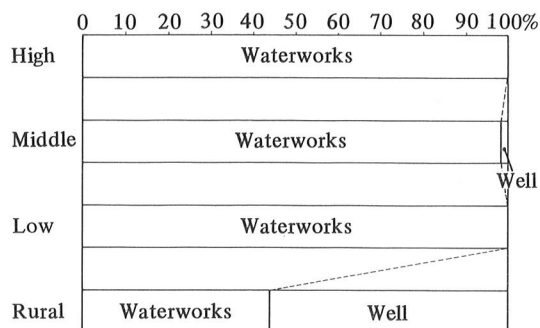 0 10 20 30 40 50 60 70 80 90 100%
High Waterworks
Middle Waterworks
Well
Low Waterworks
Rural Waterworks Well